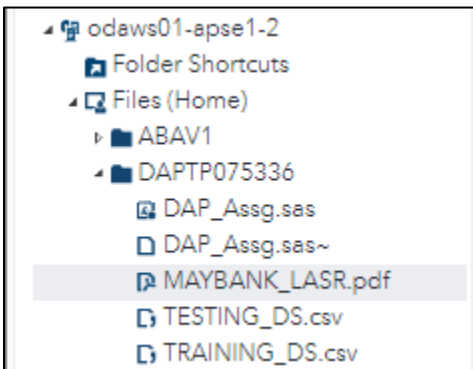 odaws01-apse1-2
Folder Shortcuts
Files (Home)
ABAV1
DAPTP075336
DAP_Assg.sas
DAP_Assg.sas~
MAYBANK_LASR.pdf
TESTING_DS.csv
TRAINING_DS.csv